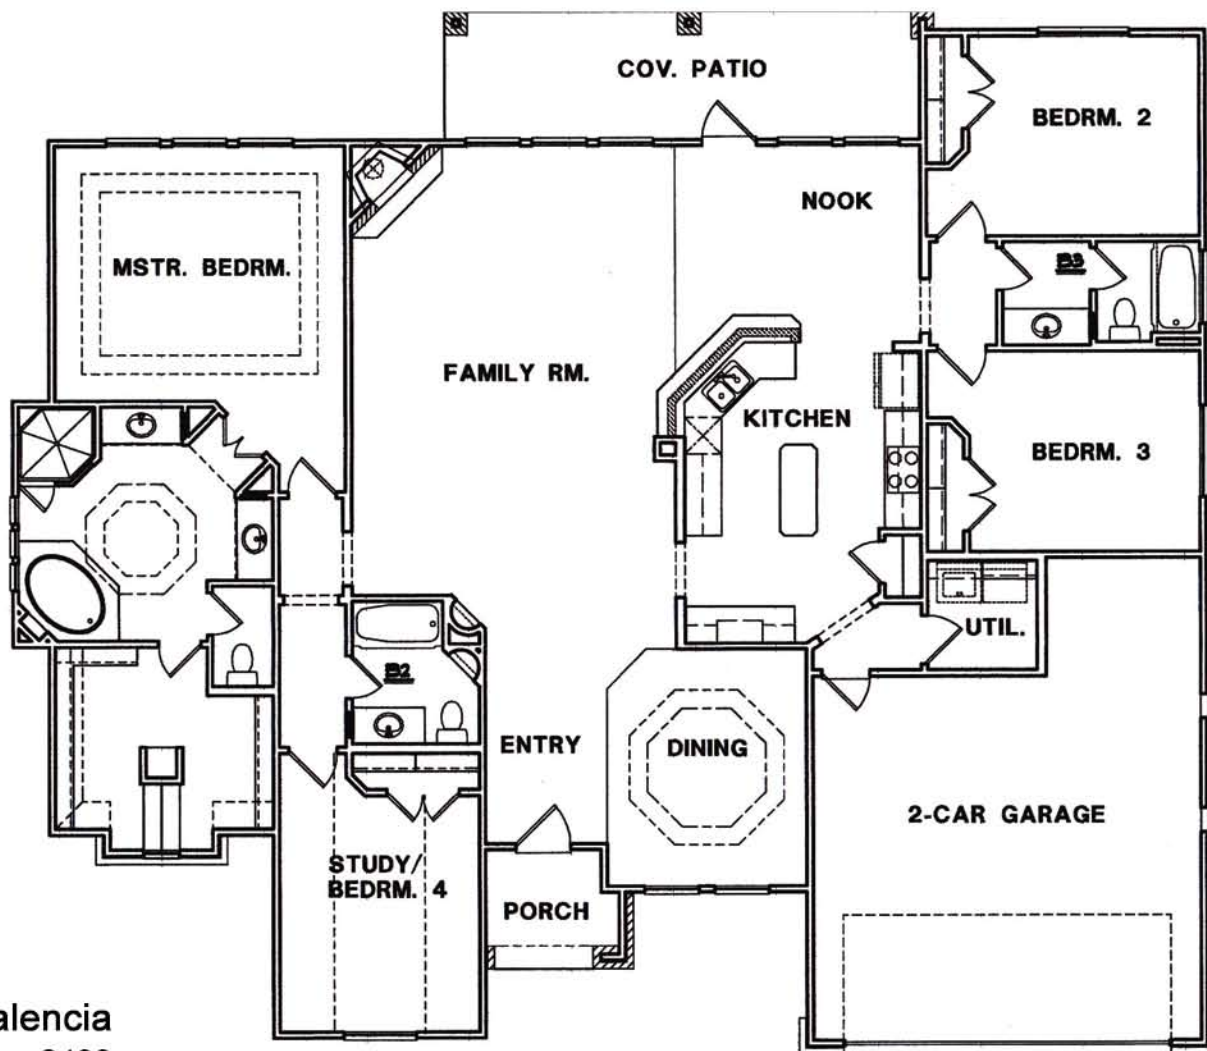 COV. PATIO
BEDRM. 2
NOOK
MSTR. BEDRM.
B3
FAMILY RM.
KITCHEN
BEDRM. 3
UTIL.
B2
ENTRY
DINING
2-CAR GARAGE
STUDY/
BEDRM. 4
PORCH
alencia